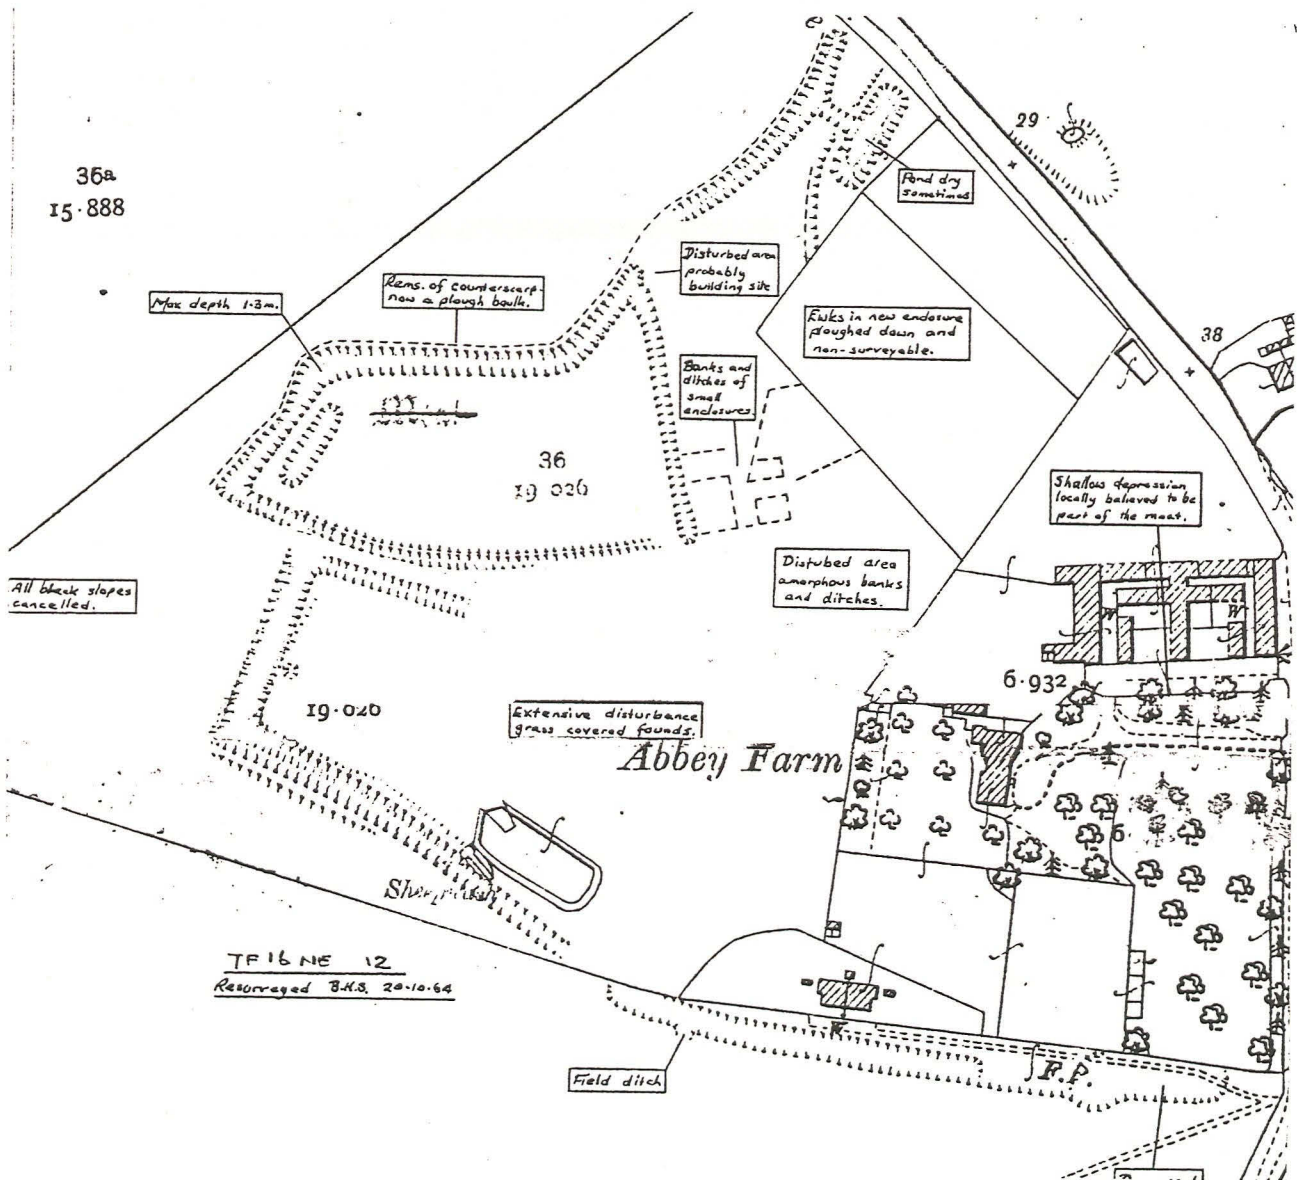 e
29
36a
15·888
Pond dry
sometimes
Disturbed area
probably
building site
Rems. of counterscarp
now a plough baulk.
Max depth 1·3m.
Ewks in new enclosure
ploughed down and
non-surveyable.
38
Banks and
ditches of
small
enclosures.
36
19 026
Shallow depression
locally believed to be
part of the moat.
All black slopes
cancelled.
Distubed area
amorphous banks
and ditches.
W
W
6·932
19·026
Extensive disturbance
grass covered founds.
Abbey Farm
6
TF 16 NE 12
Resurveyed B.H.S. 20-10-64
W
Field ditch
F.P.